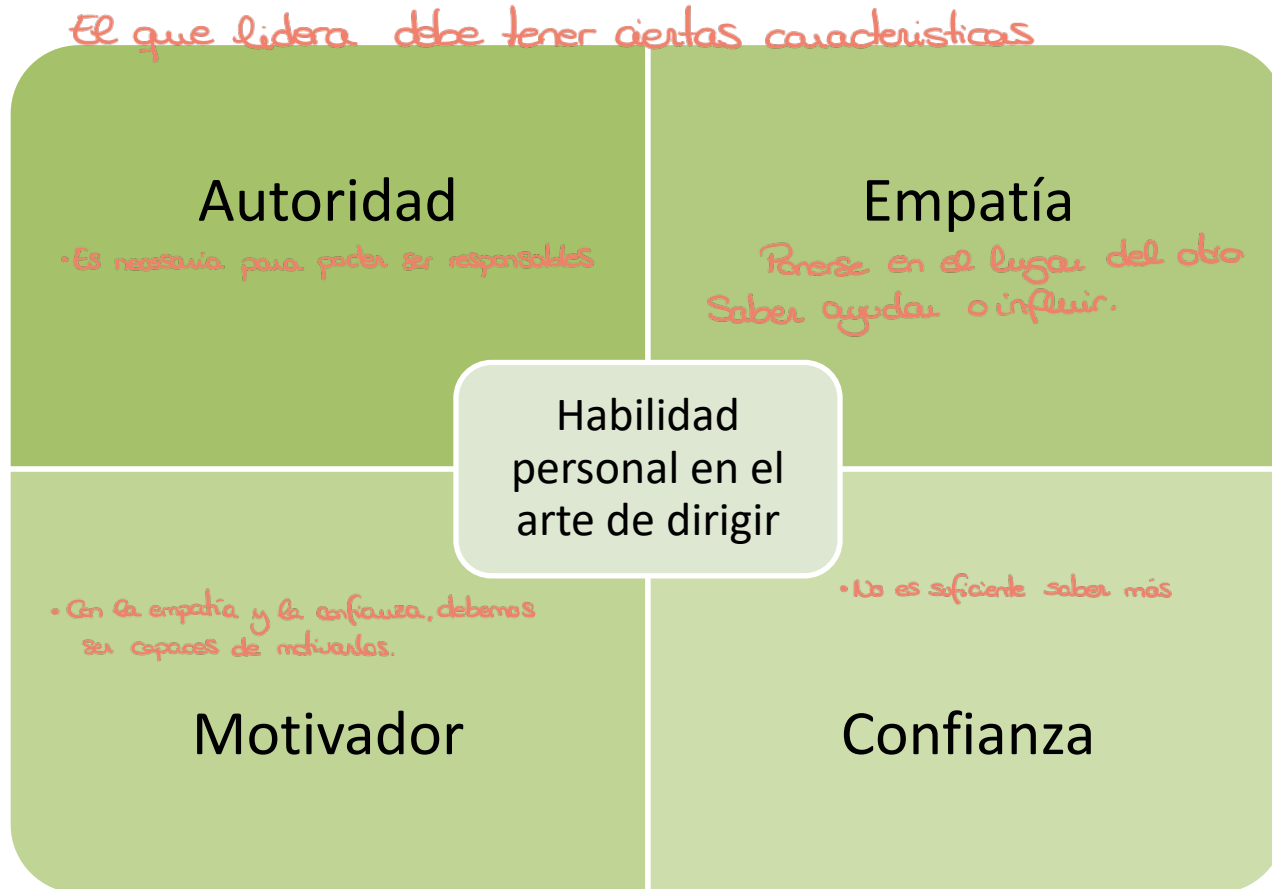 El que lidera debe tener ciertas caracteristicas
Autoridad
• Es necesaria para poder ser responsables
Empatía
Ponerse en el lugar del otro
Saber ayudar o influir.
Habilidad
personal en el
arte de dirigir
• Con la empatía y la confianza, debemos
ser capaces de motivarlos.
Motivador
• No es suficiente saber más
Confianza